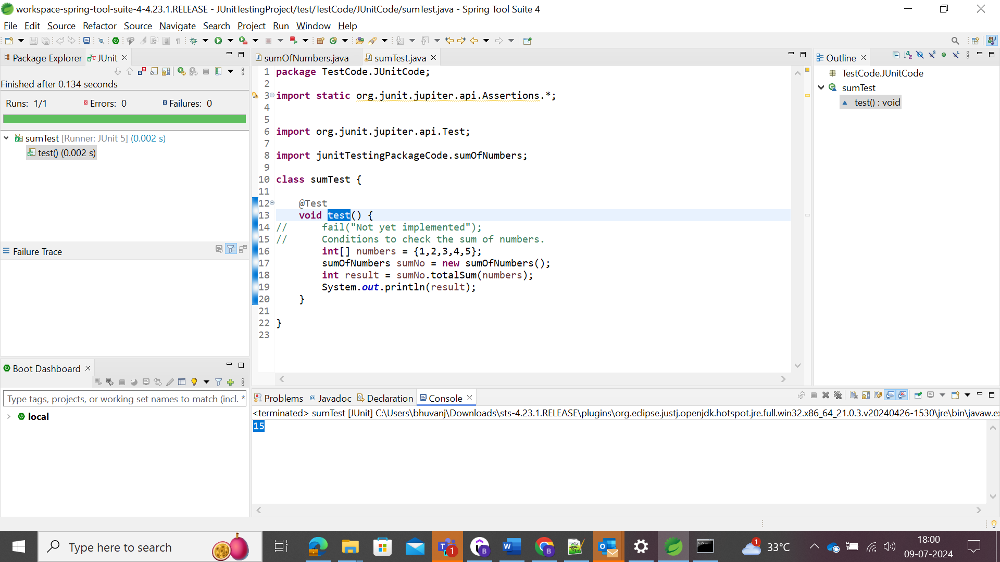 workspace-spring-tool-suite-4-4.23.1.RELEASE - JUnitTestingProject/test/TestCode/JUnitCode/sumTest.java - Spring Tool Suite 4
File Edit Source Refactor Source Navigate Search Project Run Window Help
Package Explorer JUnit
Finished after 0.134 seconds
Runs: 1/1 Errors: 0 Failures: 0
sumTest [Runner: JUnit 5] (0.002 s)
test() (0.002 s)
Failure Trace
Boot Dashboard
Type tags, projects, or working set names to match (incl. *
local
sumOfNumbers.java sumTest.java
1 package TestCode.JUnitCode;
2
3 import static org.junit.jupiter.api.Assertions.*;
4
5
6 import org.junit.jupiter.api.Test;
7
8 import junitTestingPackageCode.sumOfNumbers;
9
10 class sumTest {
11
12 @Test
13 void test() {
14 // fail("Not yet implemented");
15 // Conditions to check the sum of numbers.
16 int[] numbers = {1,2,3,4,5};
17 sumOfNumbers sumNo = new sumOfNumbers();
18 int result = sumNo.totalSum(numbers);
19 System.out.println(result);
20 }
21
22 }
23
Outline
TestCode.JUnitCode
sumTest
test() : void
Problems Javadoc Declaration Console
<terminated> sumTest [JUnit] C:\Users\bhuvanj\Downloads\sts-4.23.1.RELEASE\plugins\org.eclipse.justj.openjdk.hotspot.jre.full.win32.x86_64_21.0.3.v20240426-1530\jre\bin\javaw.ex
15
Type here to search
1
B
W
B
1
33°C
18:00
09-07-2024